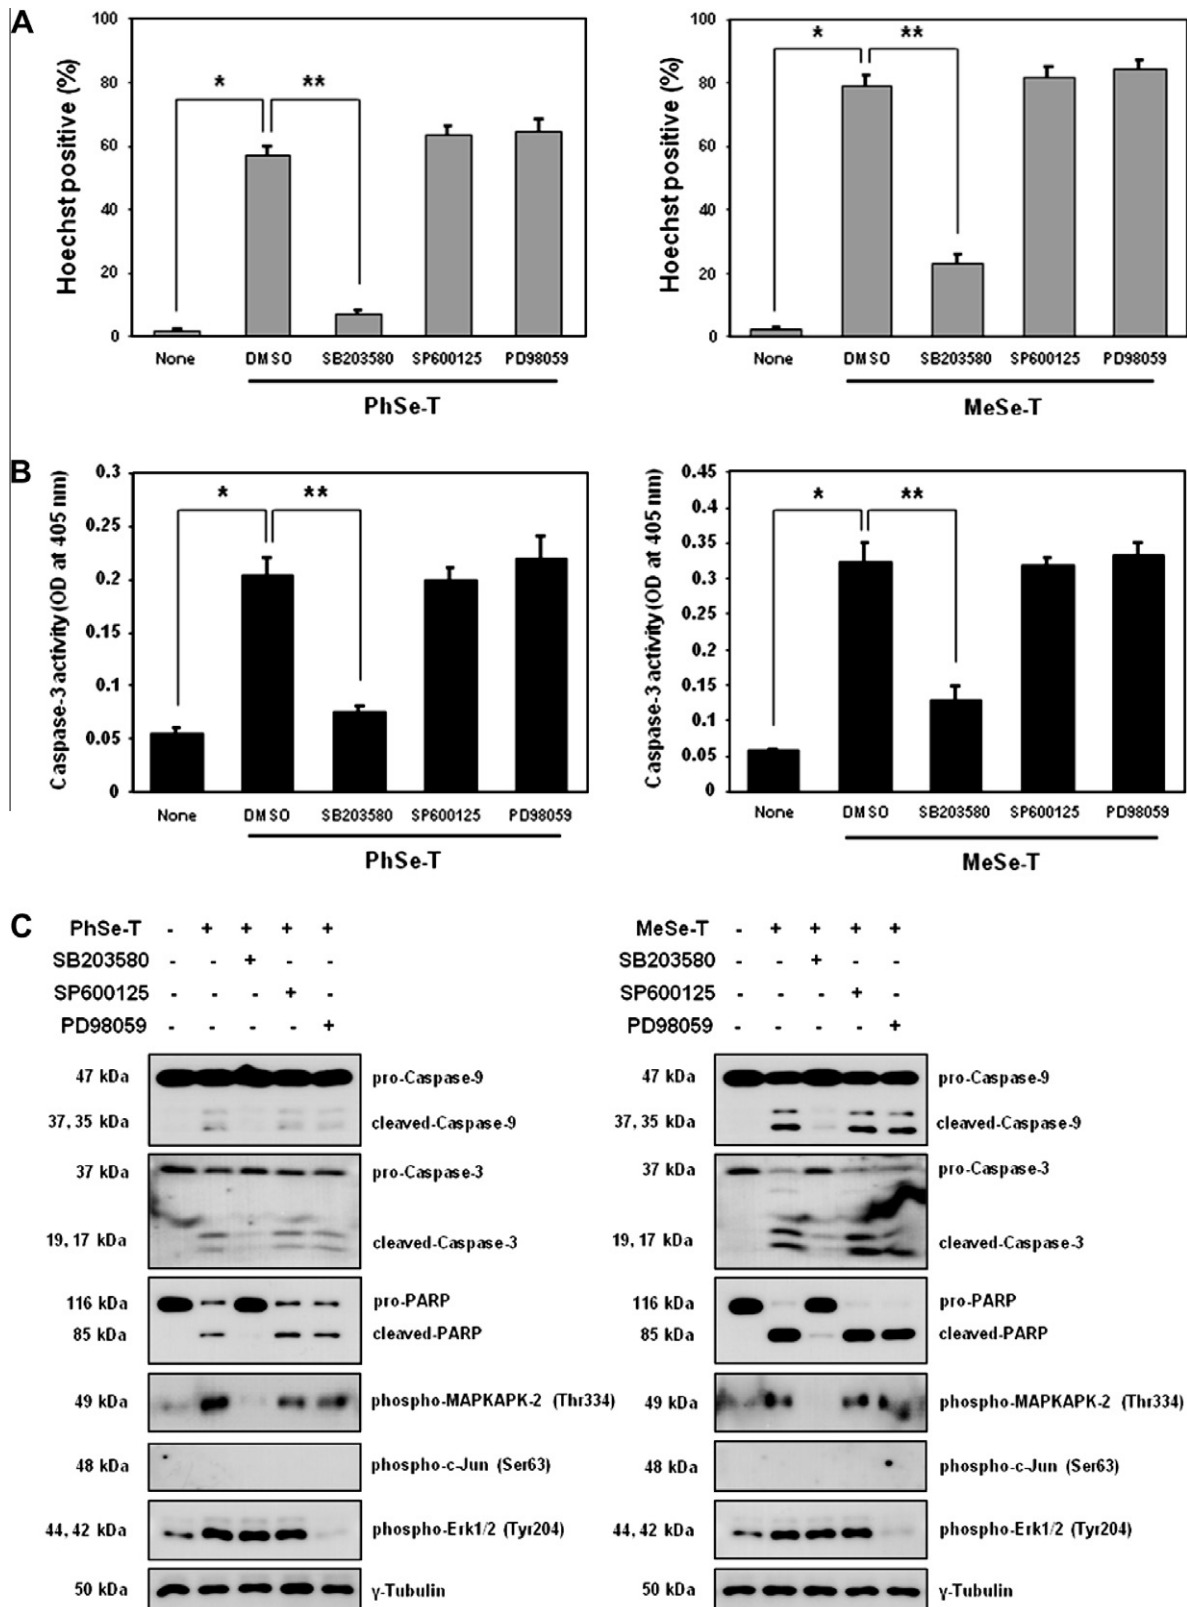 A
Hoechst positive (%)
100
80
60
40
20
0
* **
None DMSO SB203580 SP600125 PD98059
PhSe-T
Hoechst positive (%)
100
80
60
40
20
0
* **
None DMSO SB203580 SP600125 PD98059
MeSe-T
B
Caspase-3 activity (OD at 405 nm)
0.3
0.25
0.2
0.15
0.1
0.05
0
* **
None DMSO SB203580 SP600125 PD98059
PhSe-T
Caspase-3 activity (OD at 405 nm)
0.45
0.4
0.35
0.3
0.25
0.2
0.15
0.1
0.05
0
* **
None DMSO SB203580 SP600125 PD98059
MeSe-T
C
PhSe-T - + + + +
SB203580 - - + - -
SP600125 - - - + -
PD98059 - - - - +
47 kDa pro-Caspase-9
37, 35 kDa cleaved-Caspase-9
37 kDa pro-Caspase-3
19, 17 kDa cleaved-Caspase-3
116 kDa pro-PARP
85 kDa cleaved-PARP
49 kDa phospho-MAPKAPK-2 (Thr334)
48 kDa phospho-c-Jun (Ser63)
44, 42 kDa phospho-Erk1/2 (Tyr204)
50 kDa γ-Tubulin
MeSe-T - + + + +
SB203580 - - + - -
SP600125 - - - + -
PD98059 - - - - +
47 kDa pro-Caspase-9
37, 35 kDa cleaved-Caspase-9
37 kDa pro-Caspase-3
19, 17 kDa cleaved-Caspase-3
116 kDa pro-PARP
85 kDa cleaved-PARP
49 kDa phospho-MAPKAPK-2 (Thr334)
48 kDa phospho-c-Jun (Ser63)
44, 42 kDa phospho-Erk1/2 (Tyr204)
50 kDa γ-Tubulin